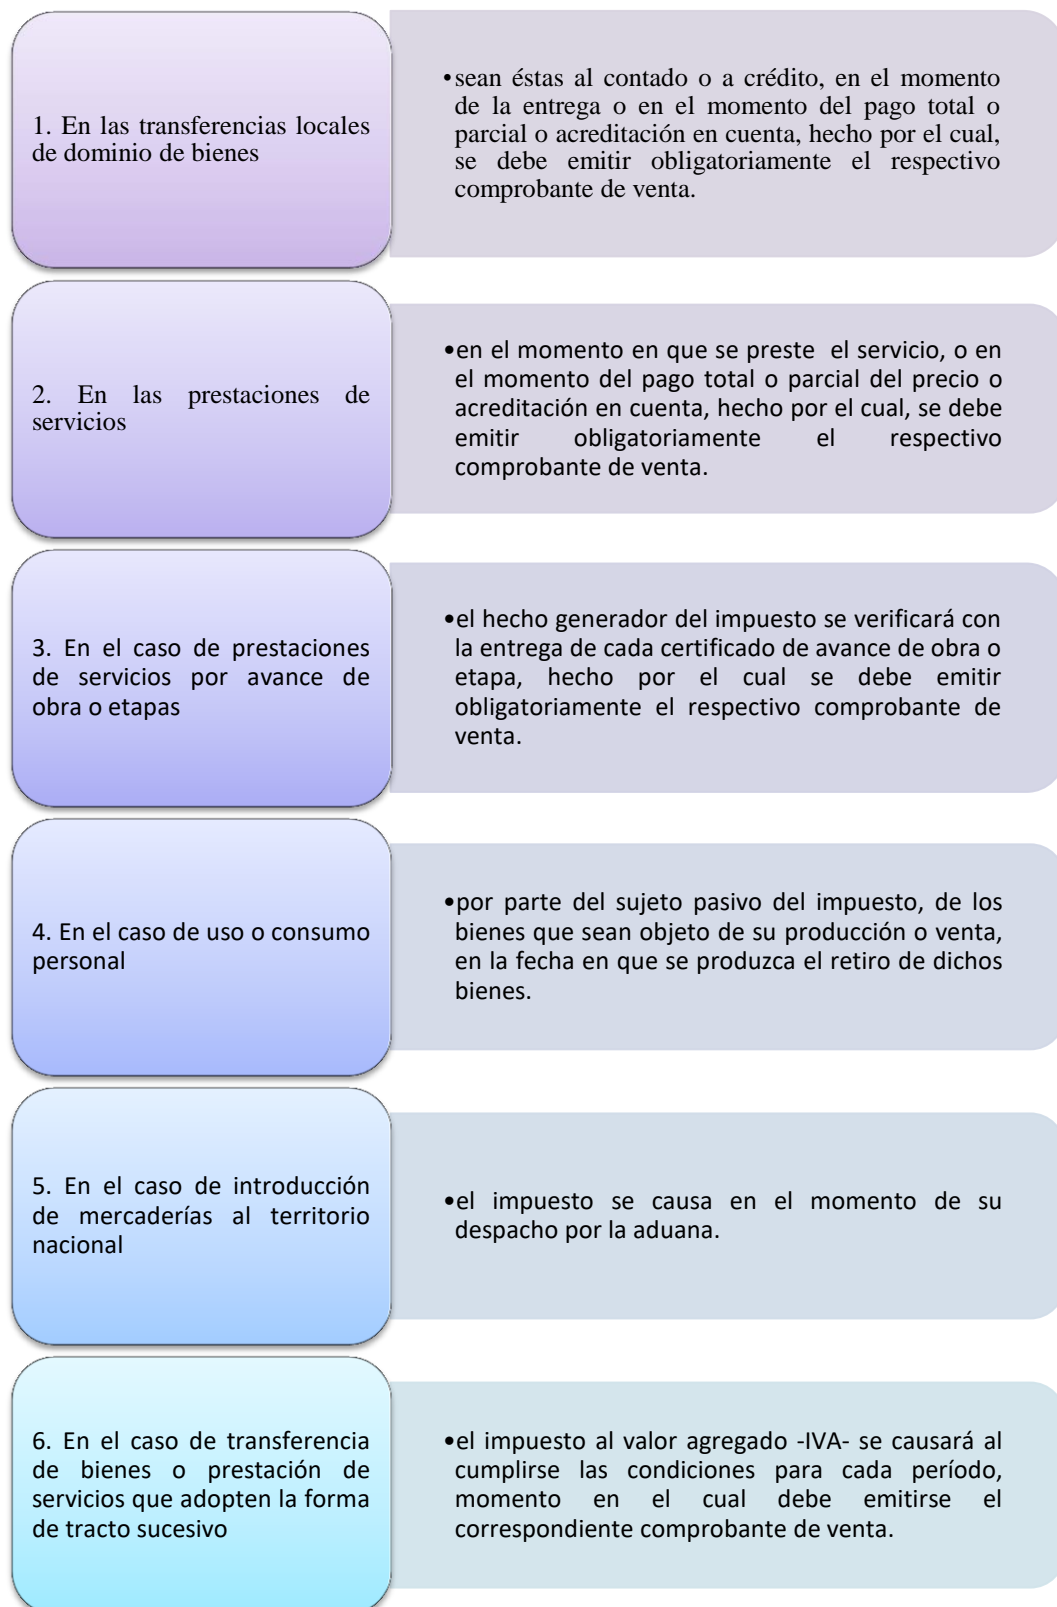 1. En las transferencias locales
de dominio de bienes
•sean éstas al contado o a crédito, en el momento
de la entrega o en el momento del pago total o
parcial o acreditación en cuenta, hecho por el cual,
se debe emitir obligatoriamente el respectivo
comprobante de venta.
2. En las prestaciones de
servicios
•en el momento en que se preste el servicio, o en
el momento del pago total o parcial del precio o
acreditación en cuenta, hecho por el cual, se debe
emitir obligatoriamente el respectivo
comprobante de venta.
3. En el caso de prestaciones
de servicios por avance de
obra o etapas
•el hecho generador del impuesto se verificará con
la entrega de cada certificado de avance de obra o
etapa, hecho por el cual se debe emitir
obligatoriamente el respectivo comprobante de
venta.
4. En el caso de uso o consumo
personal
•por parte del sujeto pasivo del impuesto, de los
bienes que sean objeto de su producción o venta,
en la fecha en que se produzca el retiro de dichos
bienes.
5. En el caso de introducción
de mercaderías al territorio
nacional
•el impuesto se causa en el momento de su
despacho por la aduana.
6. En el caso de transferencia
de bienes o prestación de
servicios que adopten la forma
de tracto sucesivo
•el impuesto al valor agregado -IVA- se causará al
cumplirse las condiciones para cada período,
momento en el cual debe emitirse el
correspondiente comprobante de venta.